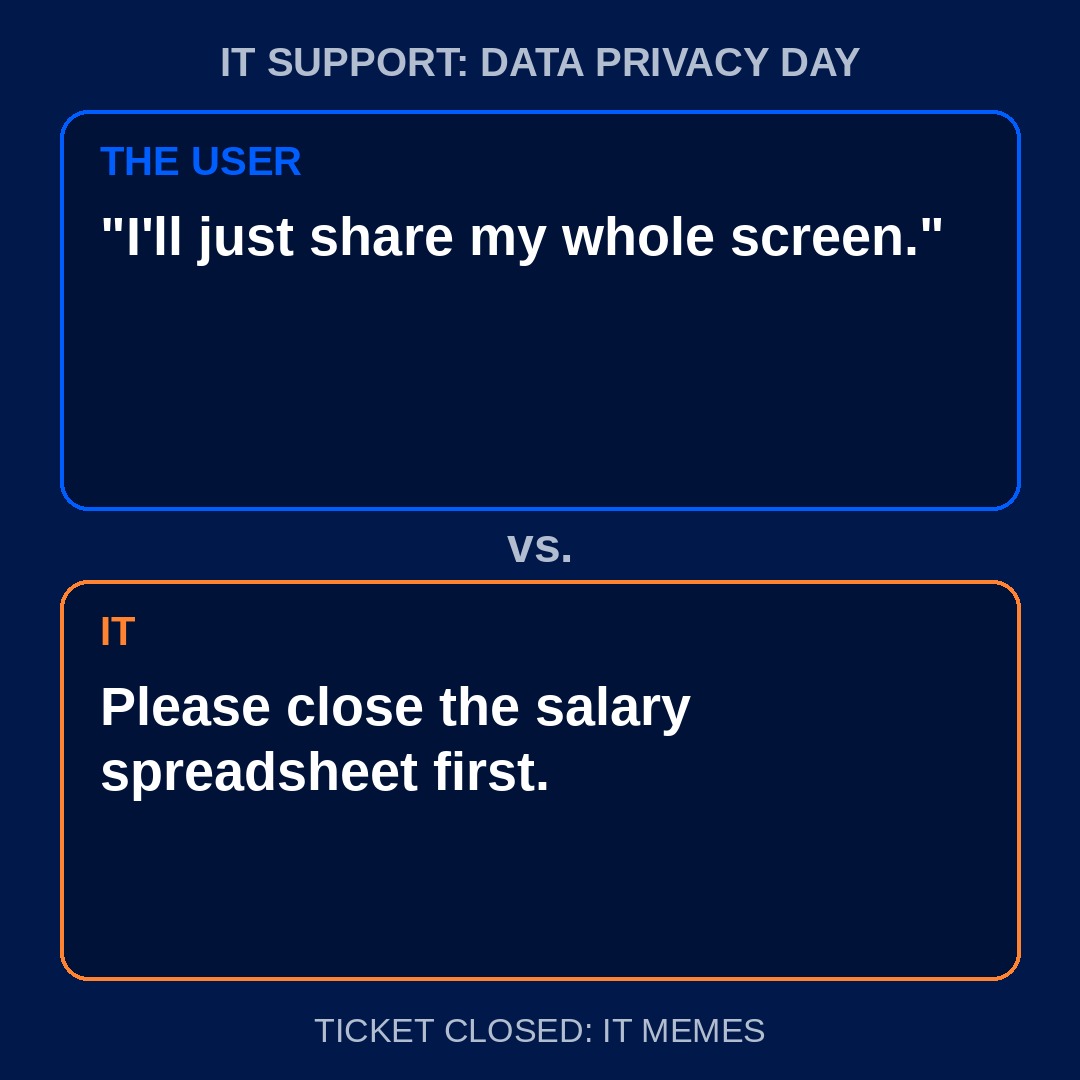 IT SUPPORT: DATA PRIVACY DAY
THE USER
"I'll just share my whole screen."
vs.
IT
Please close the salary
spreadsheet first.
TICKET CLOSED: IT MEMES